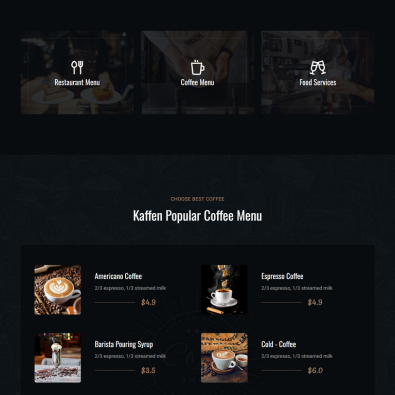 Restaurant Menu
Coffee Menu
Food Services
CHOOSE BEST COFFEE
Kaffen Popular Coffee Menu
Americano Coffee
2/3 espresso, 1/3 streamed milk
$4.9
Espresso Coffee
2/3 espresso, 1/3 streamed milk
$4.9
Barista Pouring Syrup
2/3 espresso, 1/3 streamed milk
$3.5
Cold - Coffee
2/3 espresso, 1/3 streamed milk
$6.0